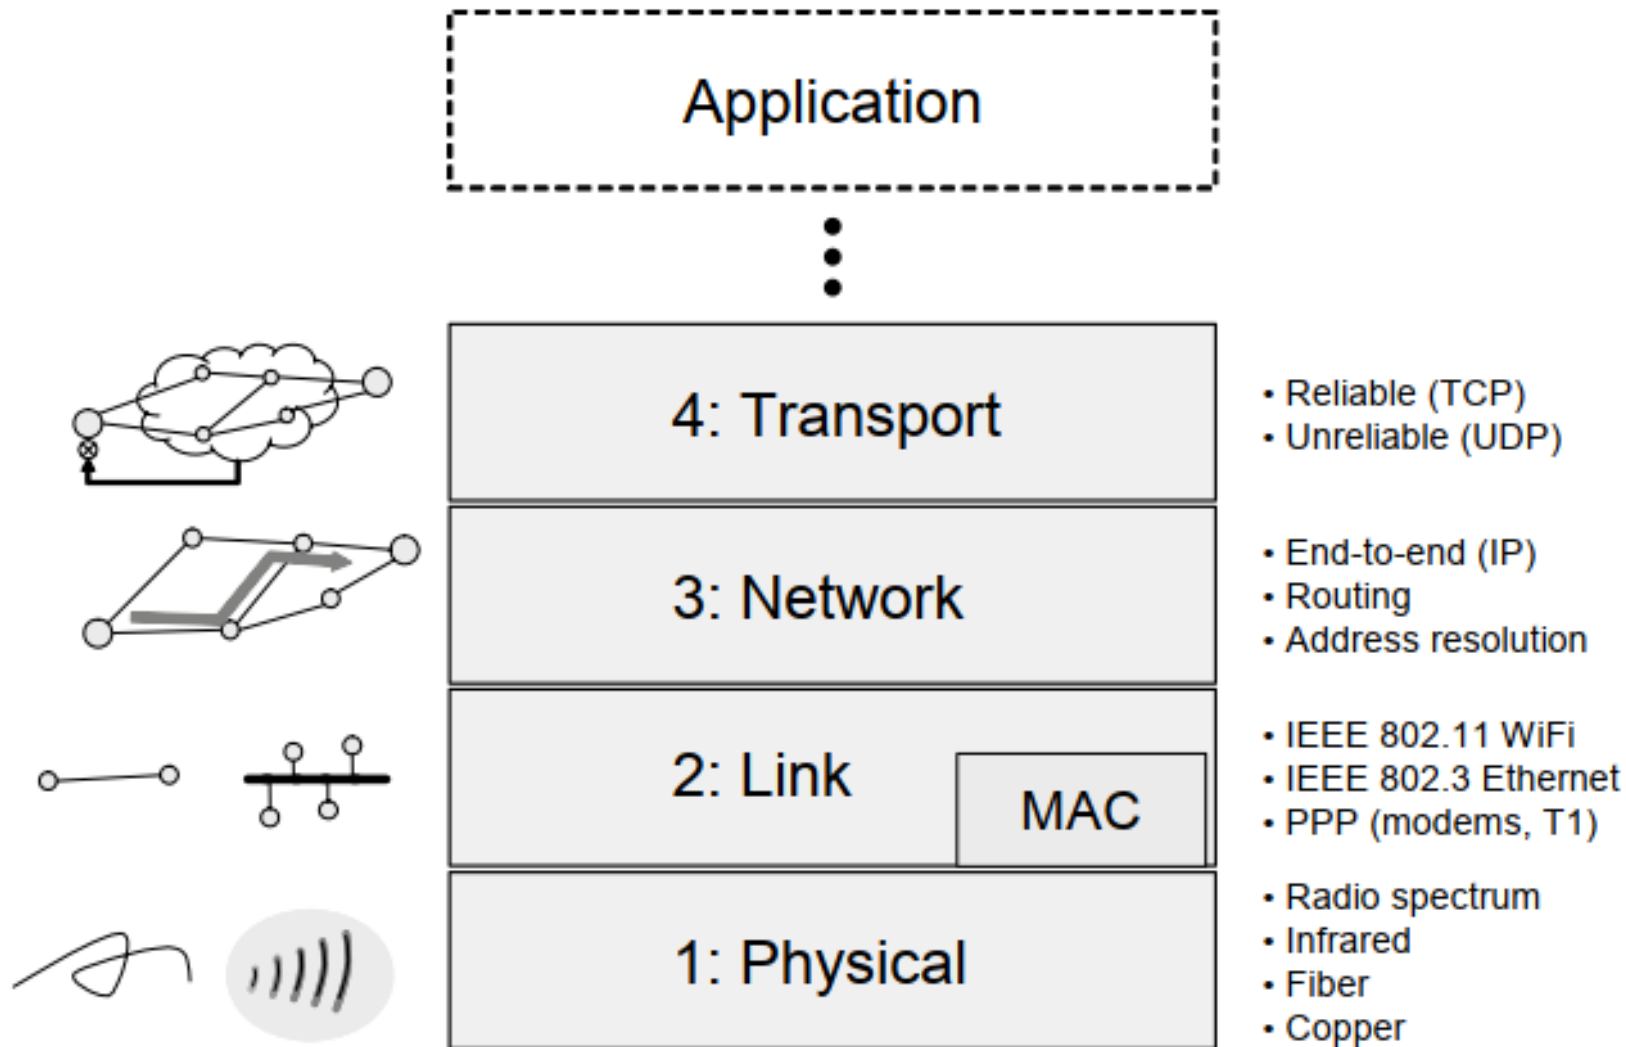 Application
4: Transport
• Reliable (TCP)
• Unreliable (UDP)
3: Network
• End-to-end (IP)
• Routing
• Address resolution
2: Link
MAC
• IEEE 802.11 WiFi
• IEEE 802.3 Ethernet
• PPP (modems, T1)
1: Physical
• Radio spectrum
• Infrared
• Fiber
• Copper